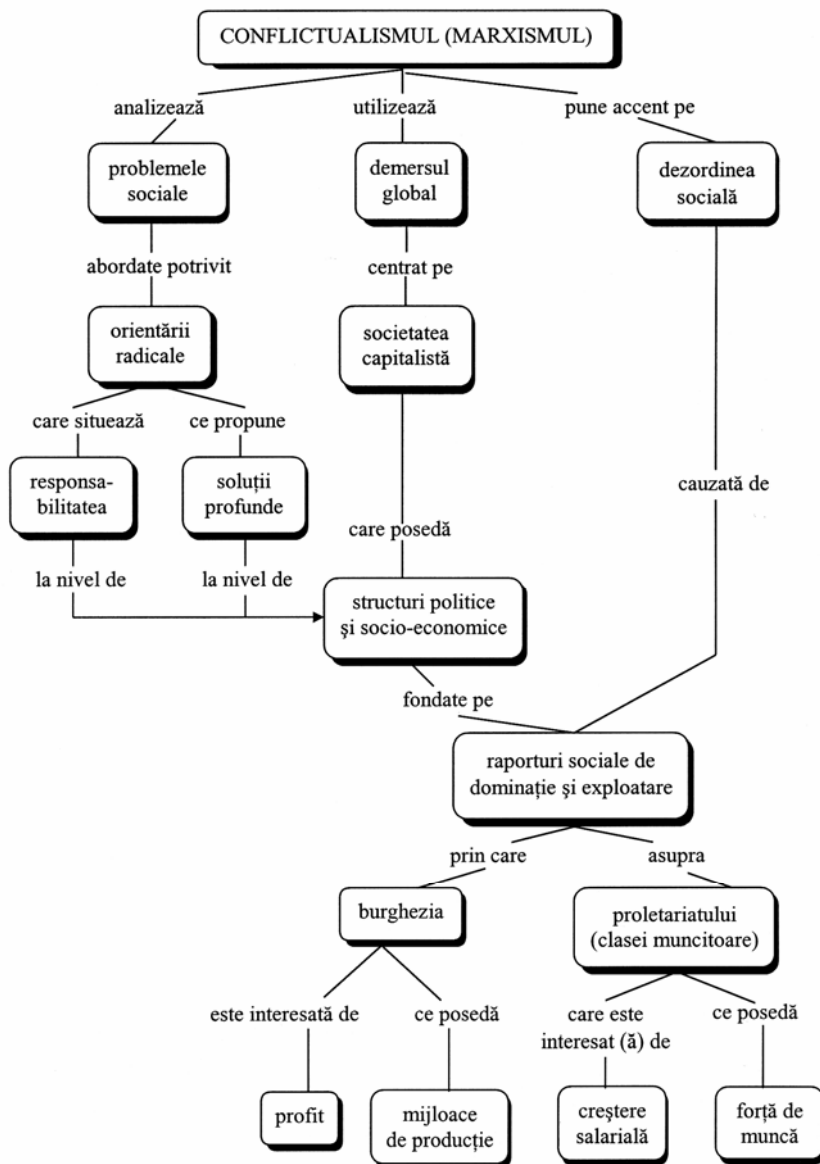 CONFLICTUALISMUL (MARXISMUL)
analizează
utilizează
pune accent pe
problemele
sociale
demersul
global
dezordinea
socială
abordate potrivit
centrat pe
orientării
radicale
societatea
capitalistă
care situează
ce propune
responsa-
bilitatea
soluții
profunde
cauzată de
care posedă
la nivel de
la nivel de
structuri politice
şi socio-economice
fondate pe
raporturi sociale de
dominație şi exploatare
prin care
asupra
burghezia
proletariatului
(clasei muncitoare)
este interesată de
ce posedă
care este
interesat (ă) de
ce posedă
profit
mijloace
de producție
creştere
salarială
forță de
muncă